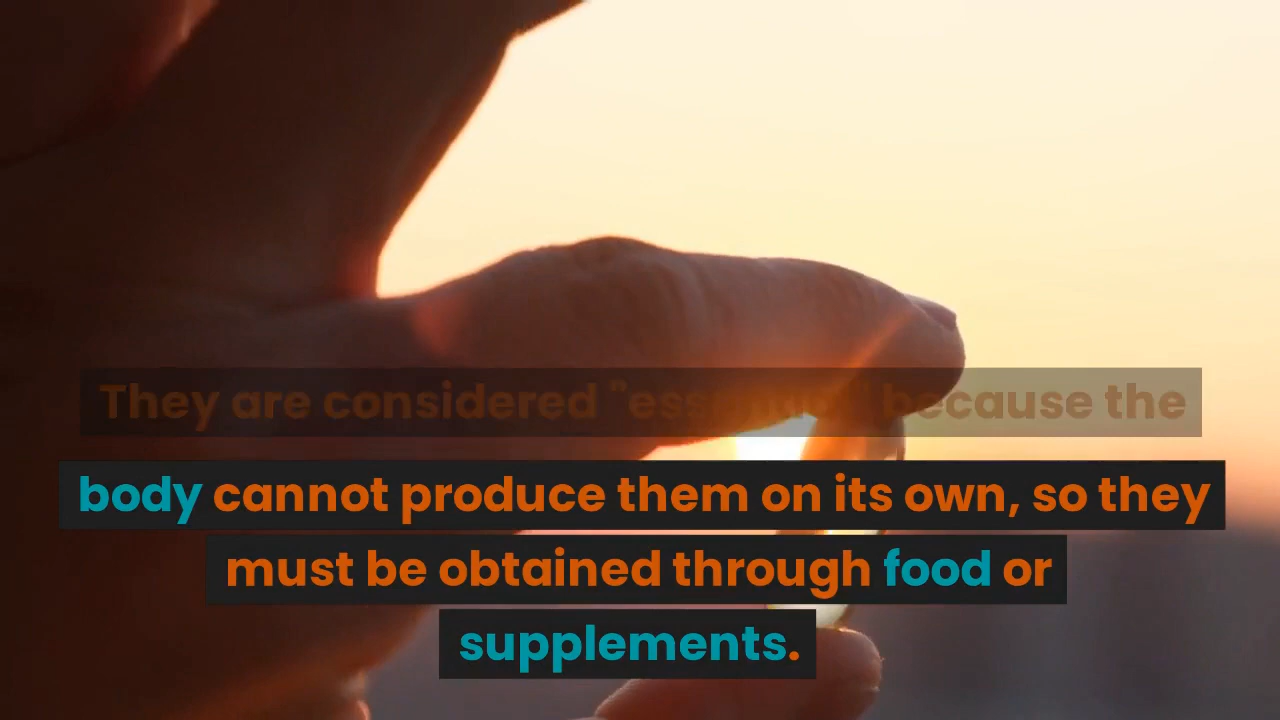 They are considered "essential" because the
body cannot produce them on its own, so they
must be obtained through food or
supplements.